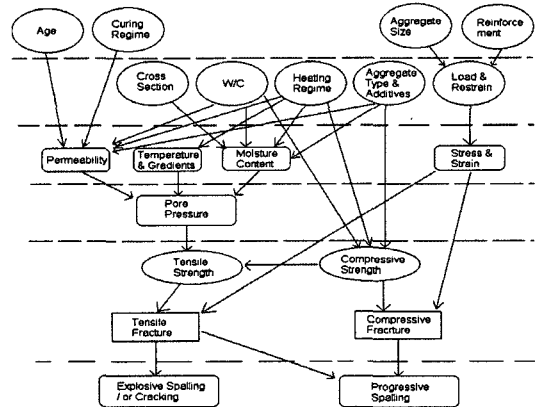 Age
Curing
Regime
Aggregate
Size
Reinforce
ment
Cross
Section
W/C
Heating
Regime
Aggregate
Type &
Additives
Load &
Restrain
Permeability
Temperature
& Gradients
Moisture
Content
Stress &
Strain
Pore
Pressure
Tensile
Strength
Compressive
Strength
Tensile
Fracture
Compressive
Fracture
Explosive Spalling
/ or Cracking
Progressive
Spalling